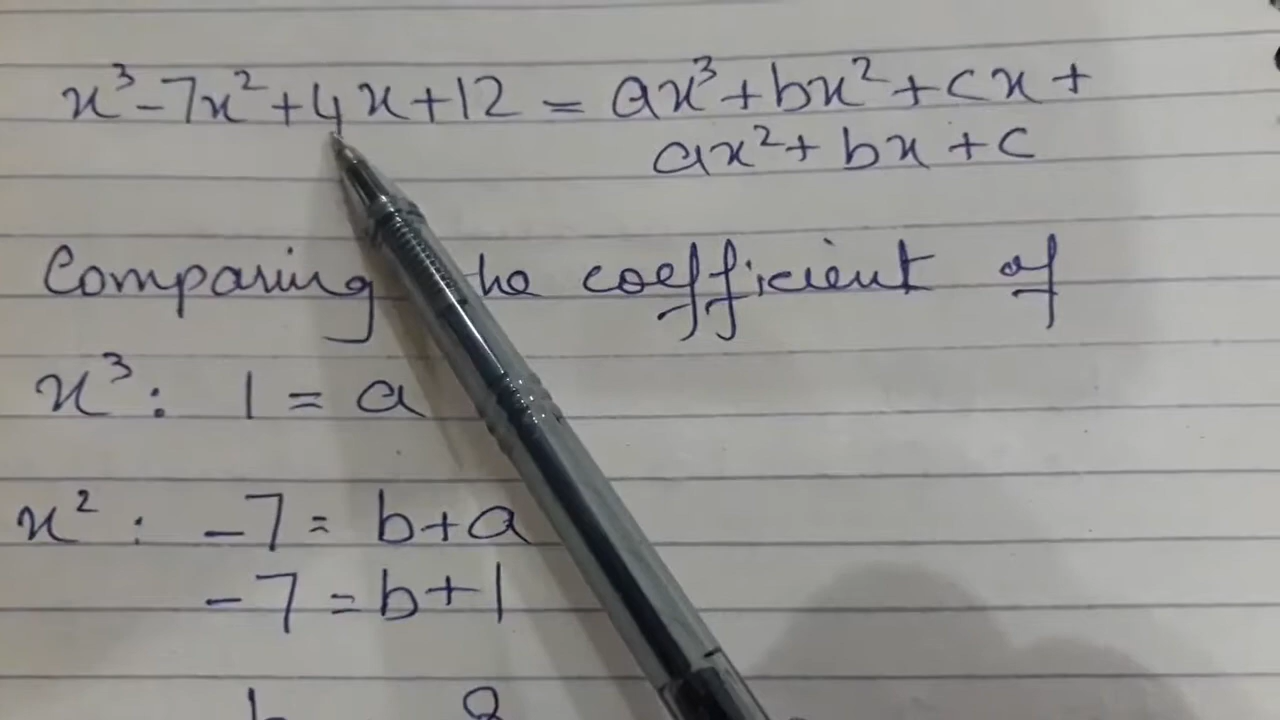 x³-7x²+4x+12 = ax³+bx²+cx+
ax²+bx+c
Comparing the coefficient of
x³: 1 = a
x²: -7 = b+a
-7 = b+1